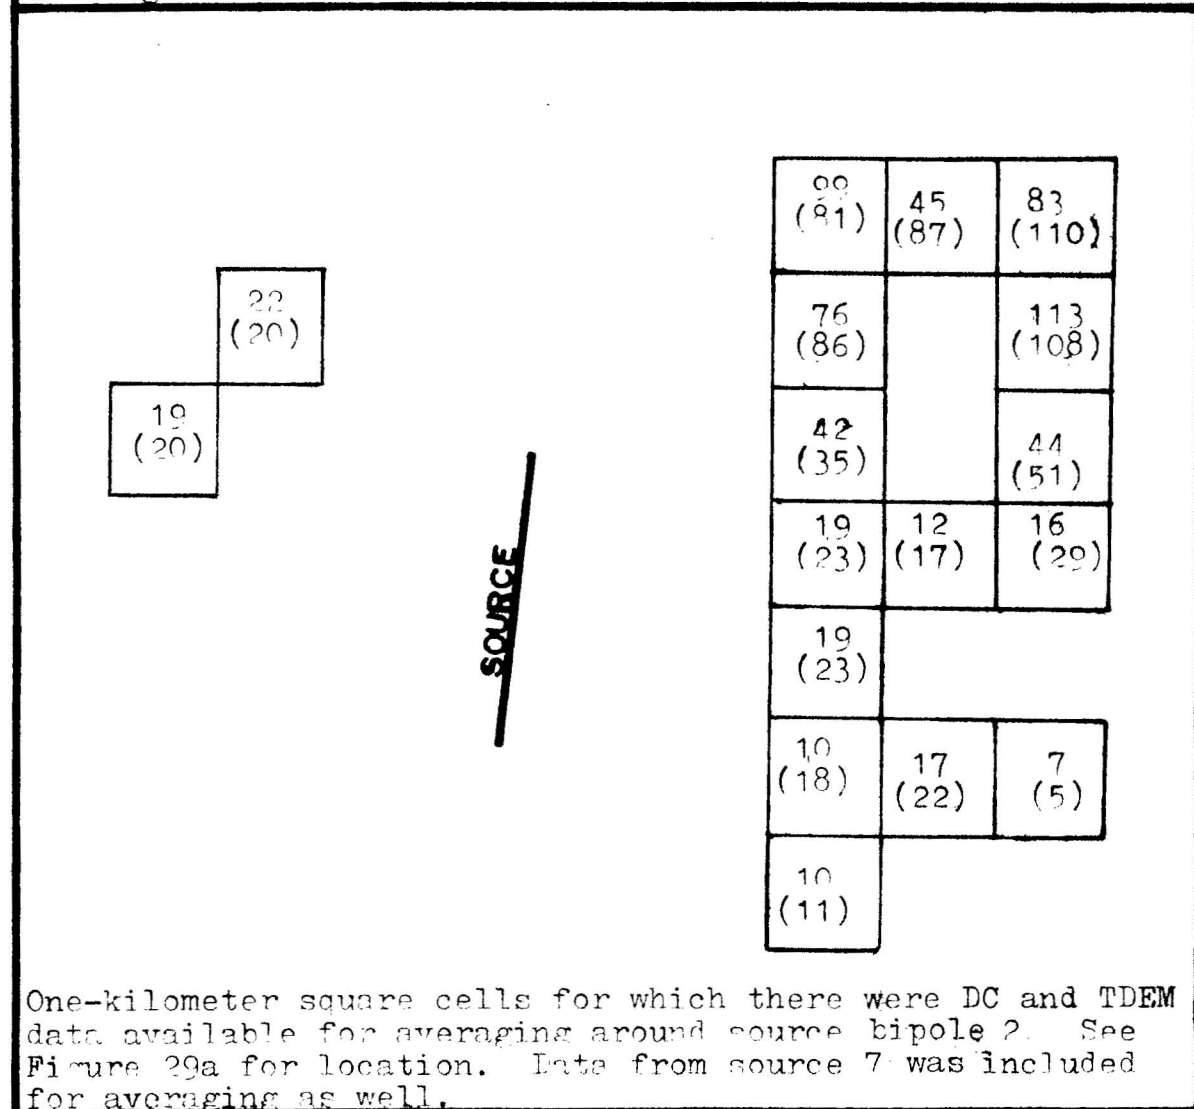 99 45 83
(81) (87) (110)
22 76 113
(20) (86) (108)
19 42 44
(20) (35) (51)
19 12 16
(23) (17) (29)
SOURCE
19
(23)
10 17 7
(18) (22) (5)
10
(11)
One-kilometer square cells for which there were DC and TDEM
data available for averaging around source bipole 2. See
Figure 29a for location. Data from source 7 was included
for averaging as well.